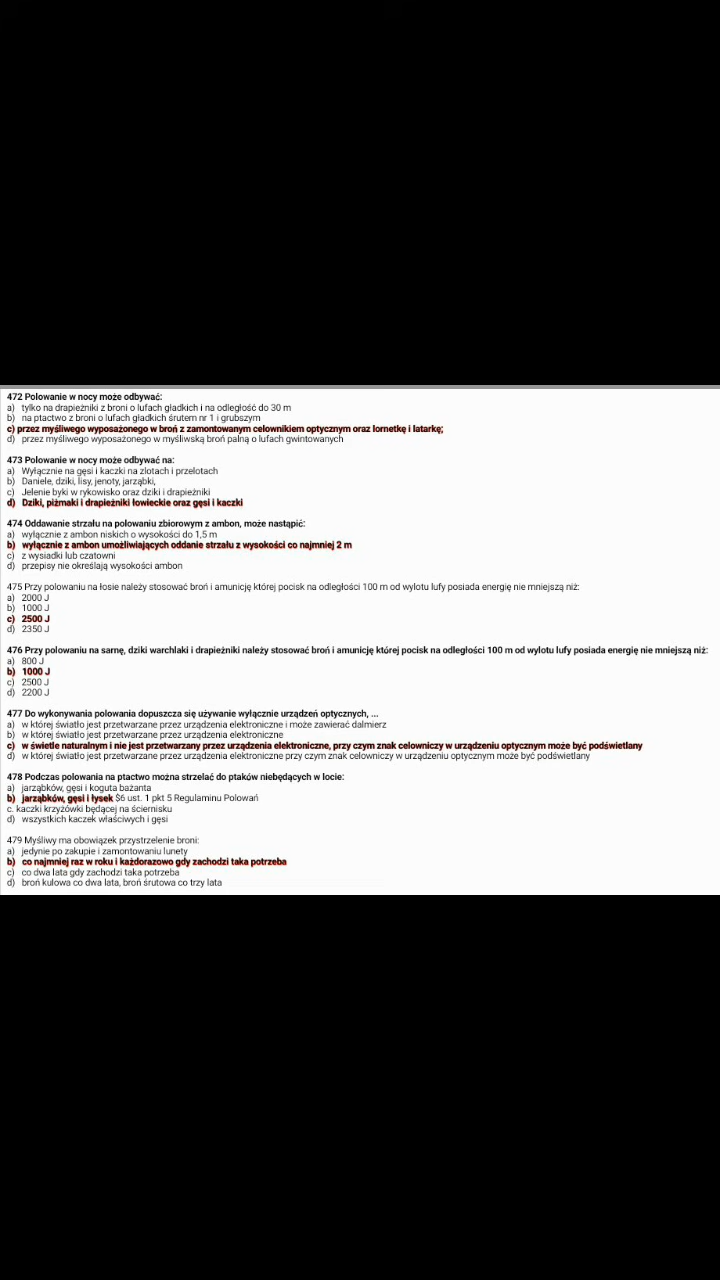 472 Polowanie w nocy może odbywać:
a) tylko na drapieżniki z broni o lufach gładkich i na odległość do 30 m
b) na ptactwo z broni o lufach gładkich śrutem nr 1 i grubszym
c) przez myśliwego wyposażonego w broń z zamontowanym celownikiem optycznym oraz lornetkę i latarkę;
d) przez myśliwego wyposażonego w myśliwską broń palną o lufach gwintowanych
473 Polowanie w nocy może odbywać na:
a) Wyłącznie na gęsi i kaczki na zlotach i przelotach
b) Daniele, dziki, lisy, jenoty, jarząbki,
c) Jelenie byki w rykowisko oraz dziki i drapieżniki
d) Dziki, piżmaki i drapieżniki łowieckie oraz gęsi i kaczki
474 Oddawanie strzału na polowaniu zbiorowym z ambon, może nastąpić:
a) wyłącznie z ambon niskich o wysokości do 1,5 m
b) wyłącznie z ambon umożliwiających oddanie strzału z wysokości co najmniej 2 m
c) z wysiadki lub czatowni
d) przepisy nie określają wysokości ambon
475 Przy polowaniu na łosie należy stosować broń i amunicję której pocisk na odległości 100 m od wylotu lufy posiada energię nie mniejszą niż:
a) 2000 J
b) 1000 J
c) 2500 J
d) 2350 J
476 Przy polowaniu na sarnę, dziki warchlaki i drapieżniki należy stosować broń i amunicję której pocisk na odległości 100 m od wylotu lufy posiada energię nie mniejszą niż:
a) 800 J
b) 1000 J
c) 2500 J
d) 2200 J
477 Do wykonywania polowania dopuszcza się używanie wyłącznie urządzeń optycznych, ...
a) w której światło jest przetwarzane przez urządzenia elektroniczne i może zawierać dalmierz
b) w której światło jest przetwarzane przez urządzenia elektroniczne
c) w świetle naturalnym i nie jest przetwarzany przez urządzenia elektroniczne, przy czym znak celowniczy w urządzeniu optycznym może być podświetlany
d) w której światło jest przetwarzane przez urządzenia elektroniczne przy czym znak celowniczy w urządzeniu optycznym może być podświetlany
478 Podczas polowania na ptactwo można strzelać do ptaków niebędących w locie:
a) jarząbków, gęsi i koguta bażanta
b) jarząbków, gęsi i łysek $6 ust. 1 pkt 5 Regulaminu Polowań
c. kaczki krzyżówki będącej na ściernisku
d) wszystkich kaczek właściwych i gęsi
479 Myśliwy ma obowiązek przystrzelenie broni:
a) jedynie po zakupie i zamontowaniu lunety
b) co najmniej raz w roku i każdorazowo gdy zachodzi taka potrzeba
c) co dwa lata gdy zachodzi taka potrzeba
d) broń kulowa co dwa lata, broń śrutowa co trzy lata